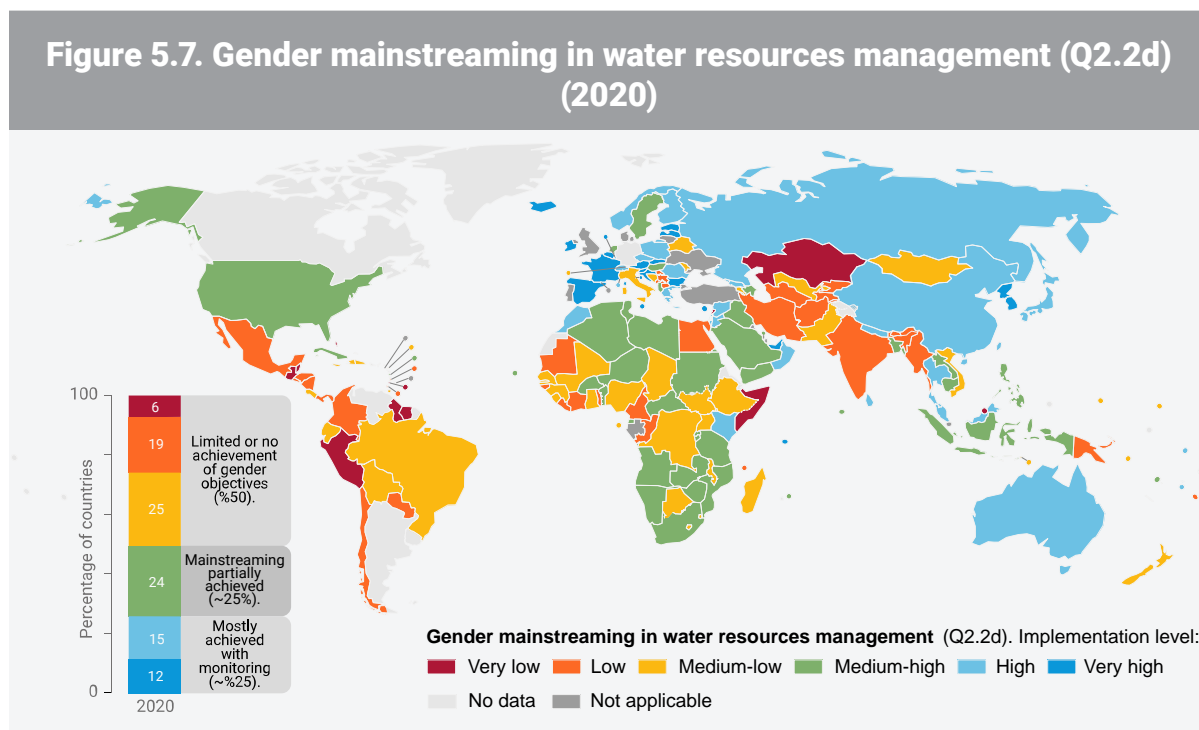 Figure 5.7. Gender mainstreaming in water resources management (Q2.2d)
(2020)
100
Percentage of countries
0
6
19
25
24
15
12
2020
Limited or no
achievement
of gender
objectives
(%50).
Mainstreaming
partially
achieved
(~25%).
Mostly
achieved
with
monitoring
(~%25).
Gender mainstreaming in water resources management (Q2.2d). Implementation level:
Very low
Low
Medium-low
Medium-high
High
Very high
No data
Not applicable